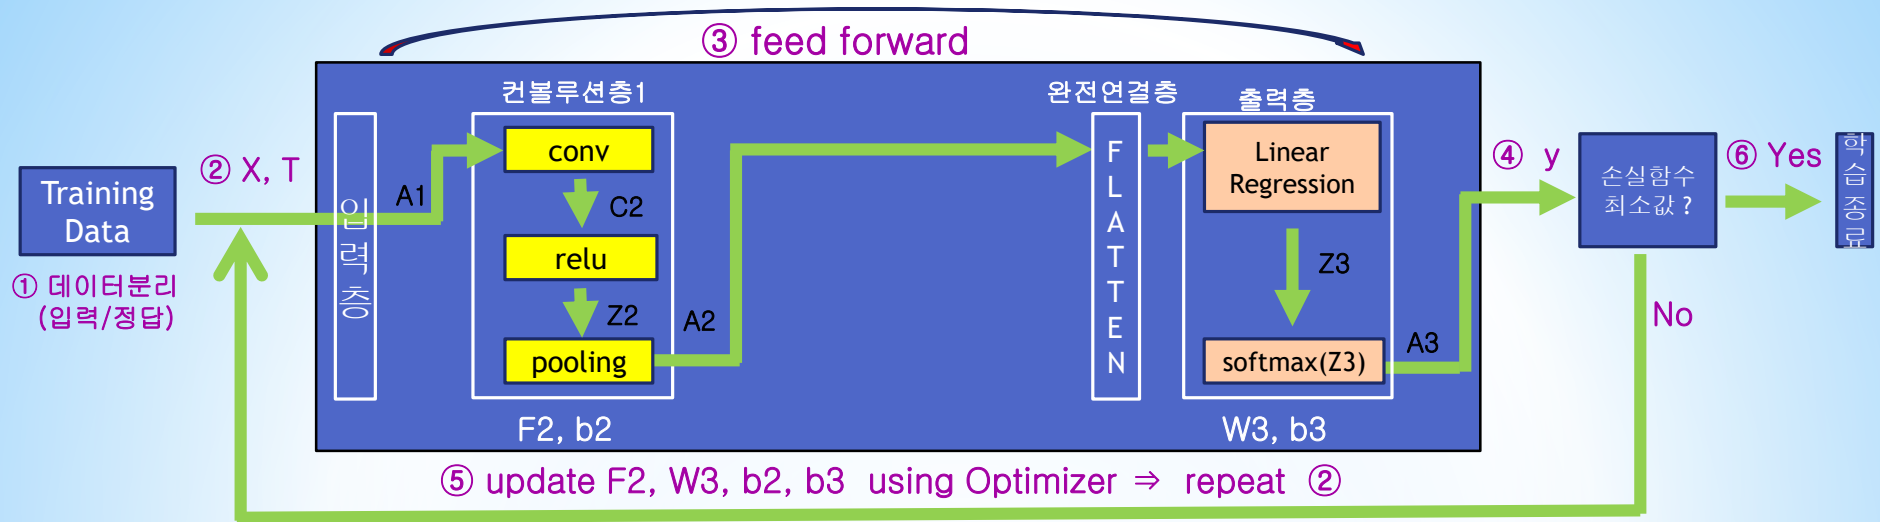 ③ feed forward
컨볼루션층1
완전연결층
출력층
② X, T
Training
Data
① 데이터분리
(입력/정답)
입력층
A1
conv
C2
relu
Z2
pooling
A2
F2, b2
FLATTEN
Linear
Regression
Z3
softmax(Z3)
A3
W3, b3
④ y
손실함수
최소값 ?
⑥ Yes
학습종료
No
⑤ update F2, W3, b2, b3 using Optimizer ⇒ repeat ②